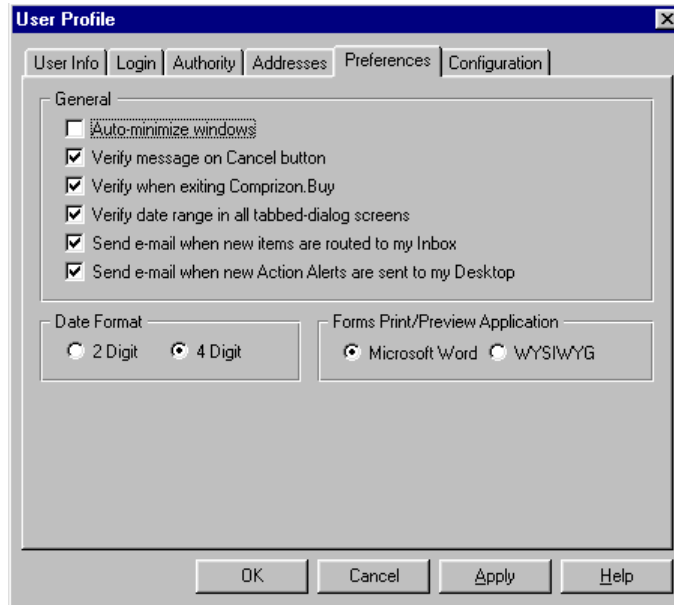 User Profile
User Info Login Authority Addresses Preferences Configuration
General
Auto-minimize windows
Verify message on Cancel button
Verify when exiting Comprizon.Buy
Verify date range in all tabbed-dialog screens
Send e-mail when new items are routed to my Inbox
Send e-mail when new Action Alerts are sent to my Desktop
Date Format
2 Digit 4 Digit
Forms Print/Preview Application
Microsoft Word WYSIWYG
OK Cancel Apply Help